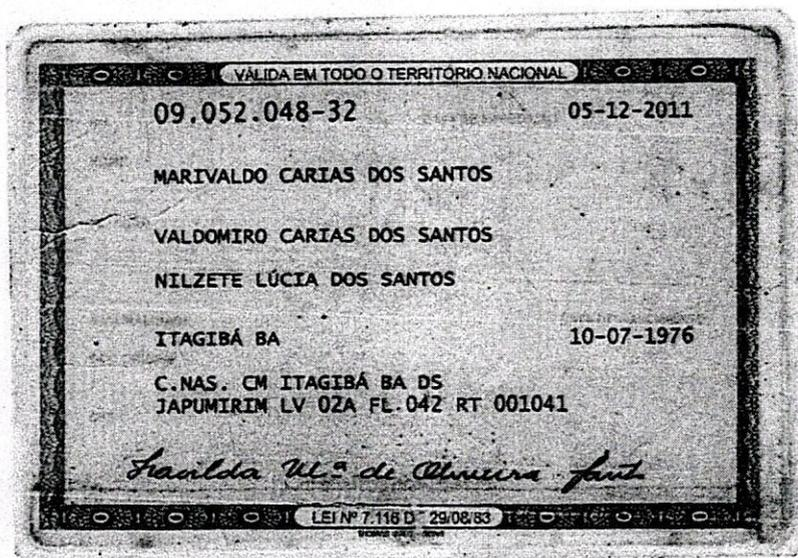 VÁLIDA EM TODO O TERRITÓRIO NACIONAL
09.052.048-32 05-12-2011
MARIVALDO CARIAS DOS SANTOS
VALDOMIRO CARIAS DOS SANTOS
NILZETE LÚCIA DOS SANTOS
ITAGIBÁ BA 10-07-1976
C.NAS. CM ITAGIBÁ BA DS
JAPUMIRIM LV 02A FL.042 RT 001041
de Oliveira
LEI Nº 7.116 D 29/08/83